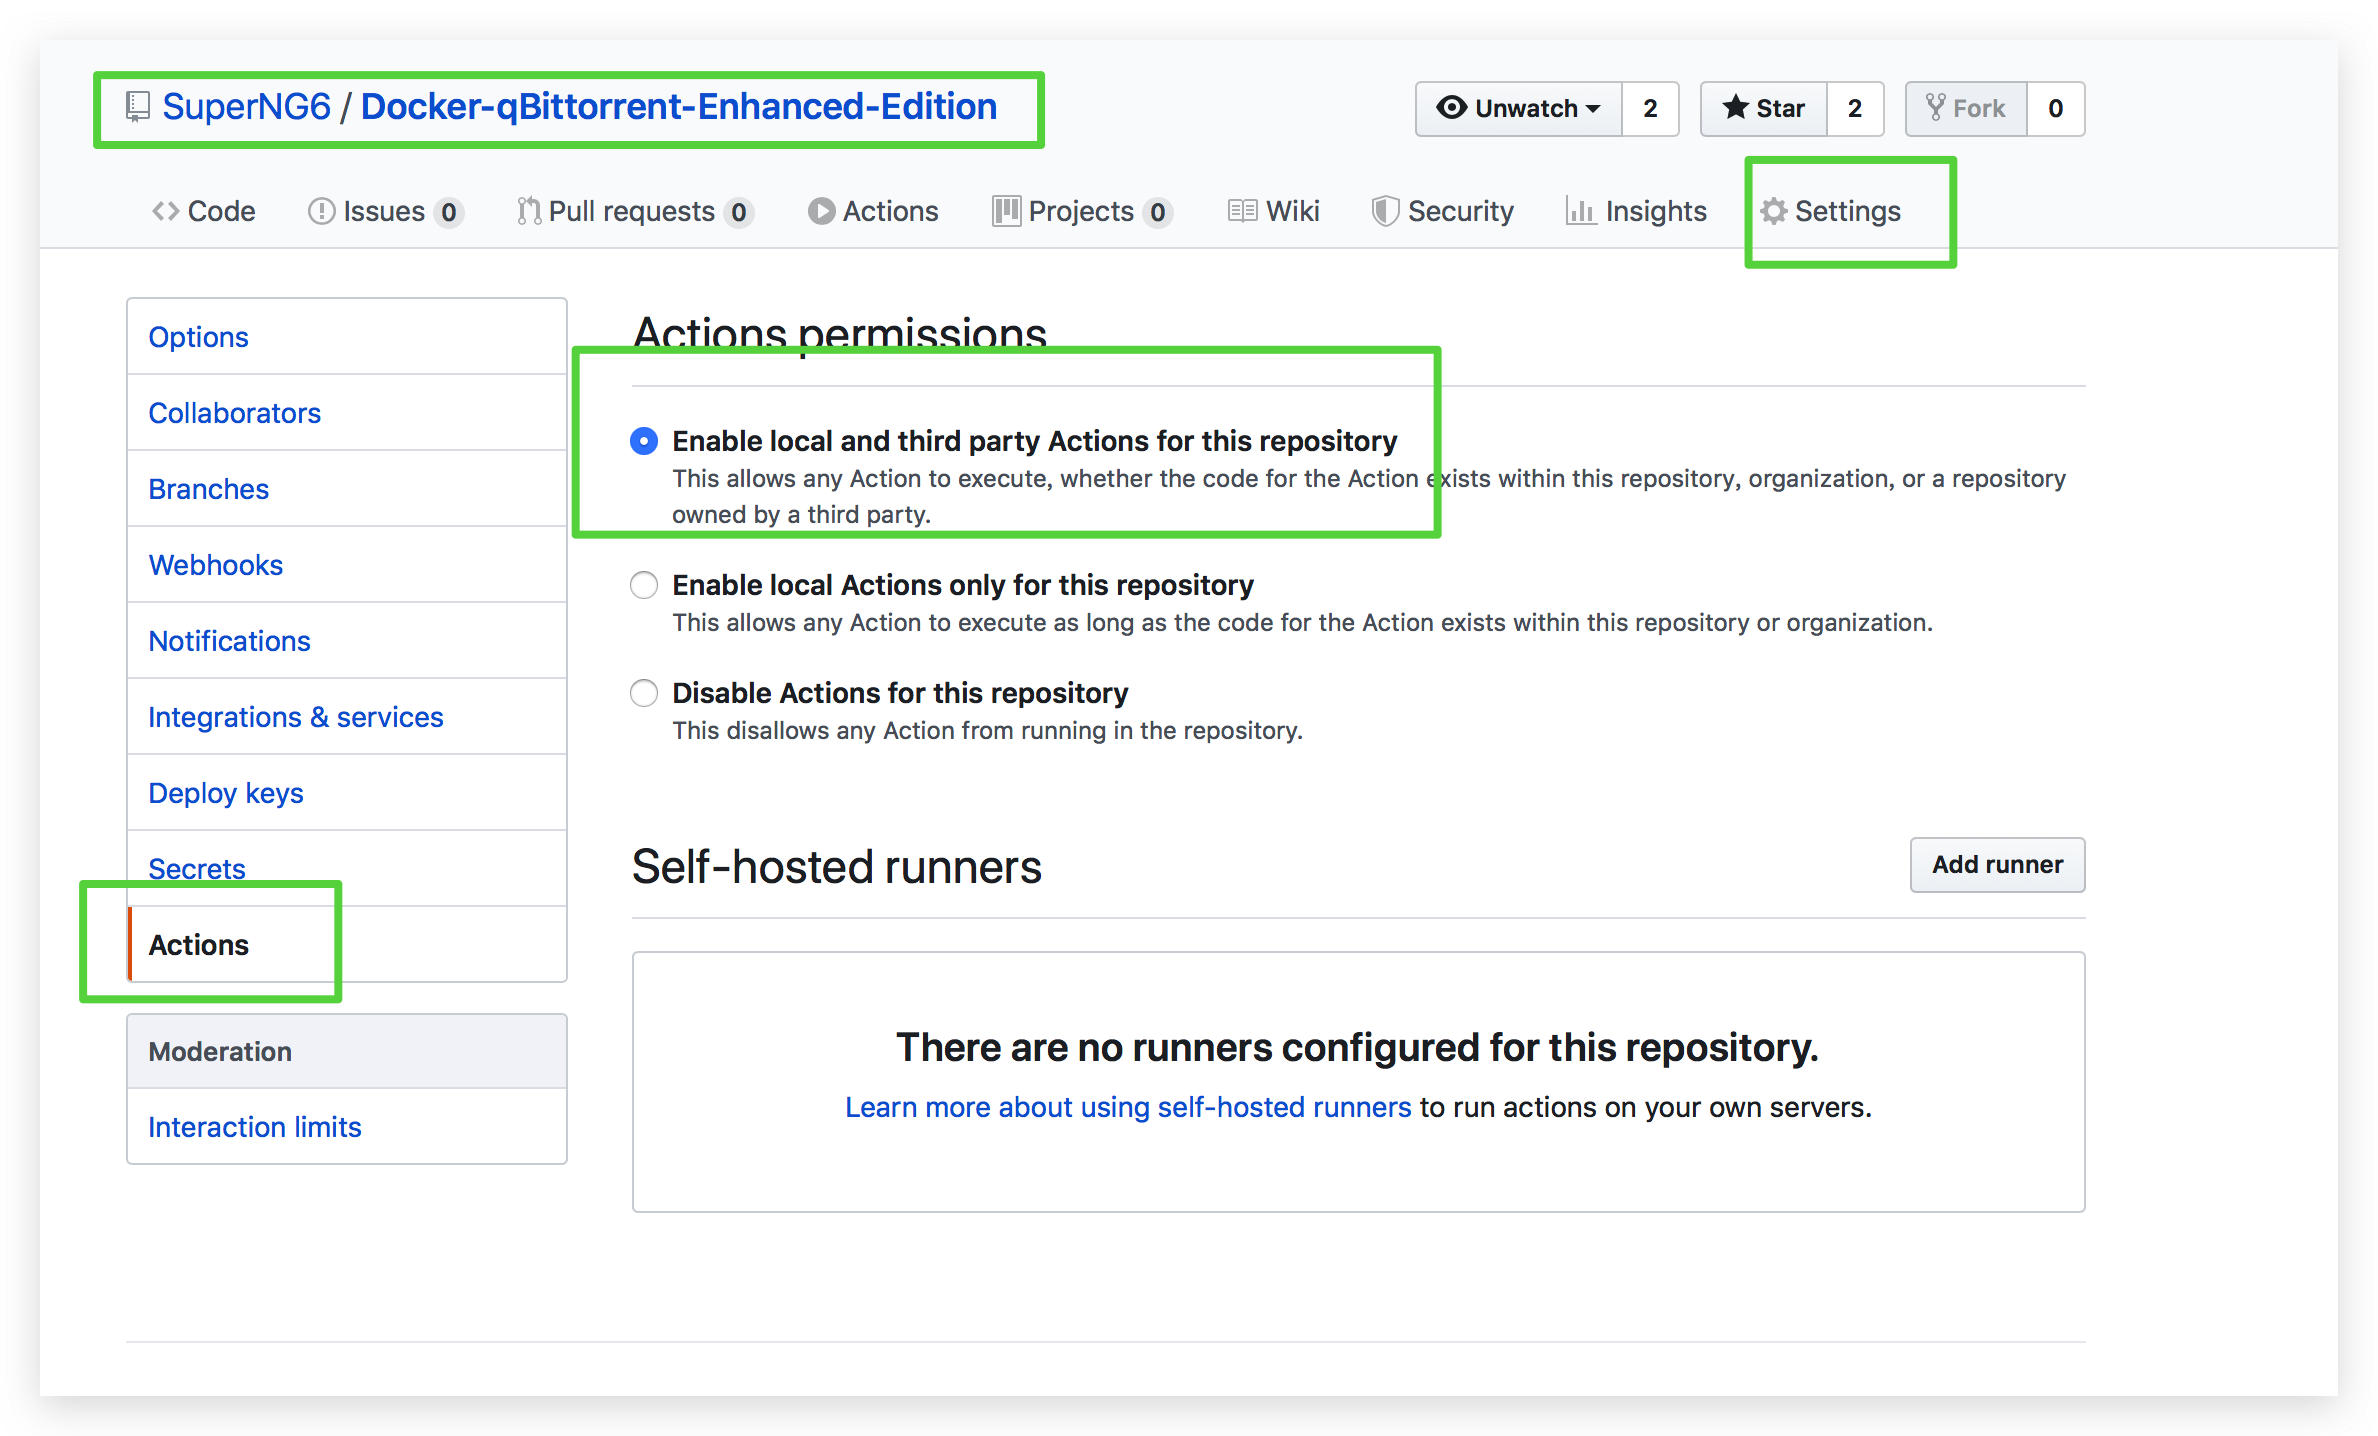 SuperNG6 / Docker-qBittorrent-Enhanced-Edition
Unwatch 2 Star 2 Fork 0
Code Issues 0 Pull requests 0 Actions Projects 0 Wiki Security Insights Settings
Options
Collaborators
Branches
Webhooks
Notifications
Integrations & services
Deploy keys
Secrets
Actions
Moderation
Interaction limits
Actions permissions
Enable local and third party Actions for this repository
This allows any Action to execute, whether the code for the Action exists within this repository, organization, or a repository
owned by a third party.
Enable local Actions only for this repository
This allows any Action to execute as long as the code for the Action exists within this repository or organization.
Disable Actions for this repository
This disallows any Action from running in the repository.
Self-hosted runners
Add runner
There are no runners configured for this repository.
Learn more about using self-hosted runners to run actions on your own servers.